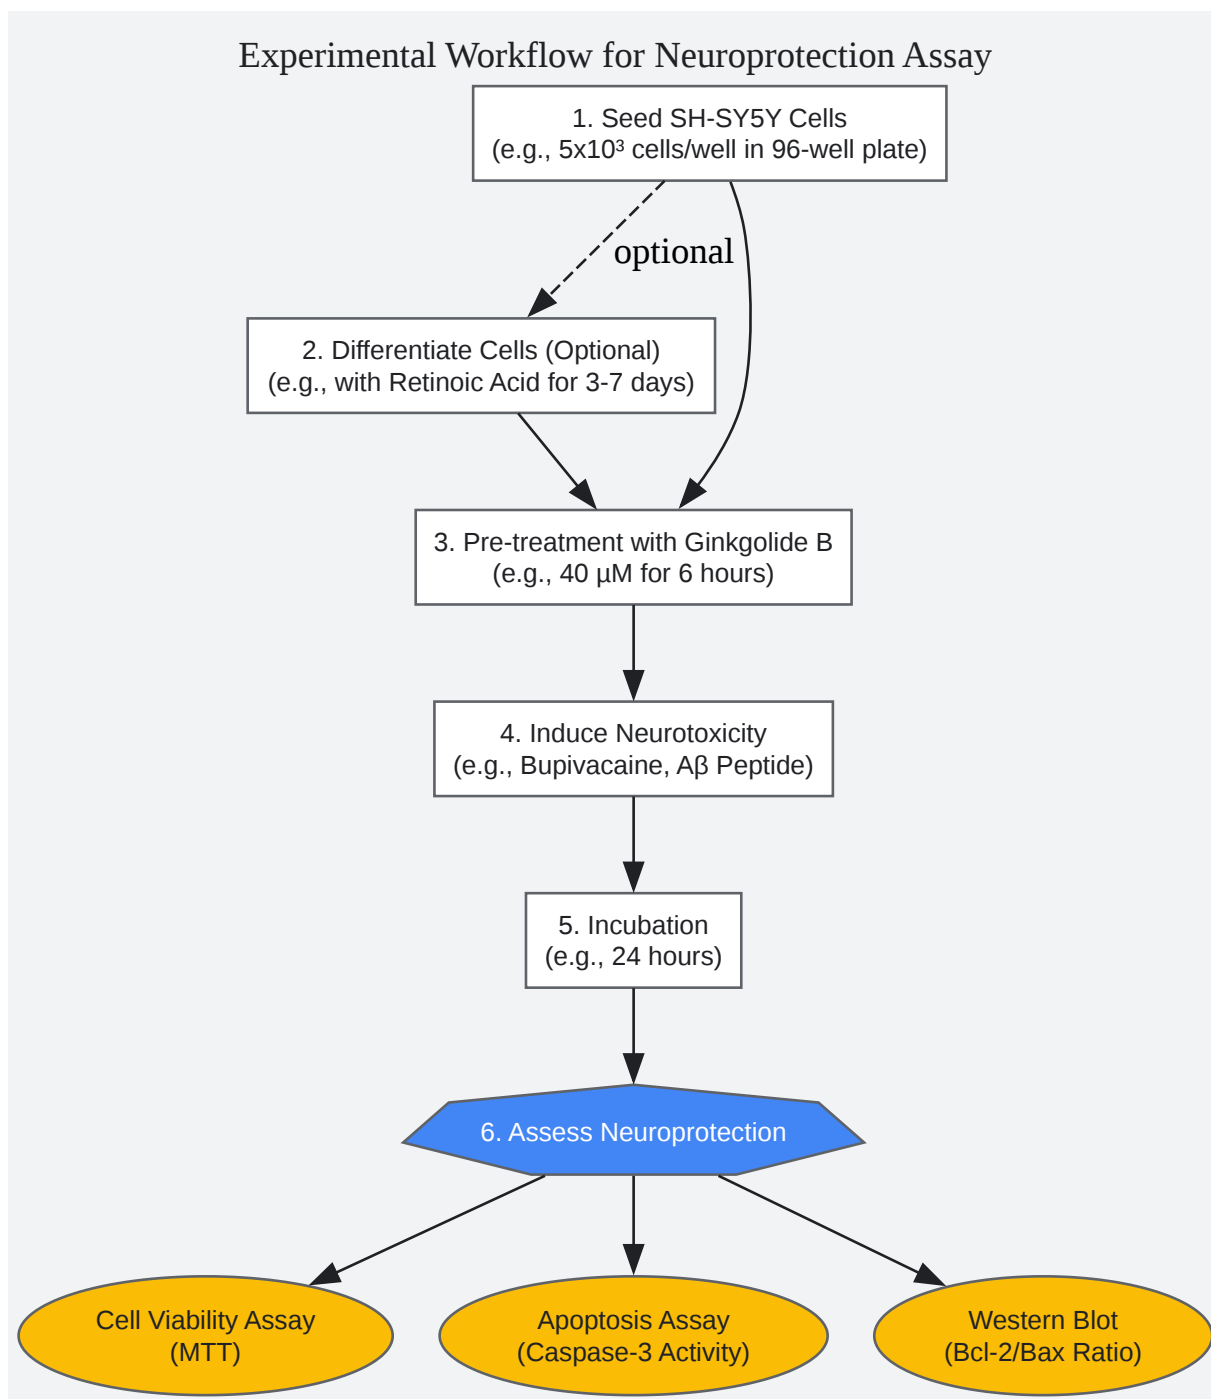 Experimental Workflow for Neuroprotection Assay
1. Seed SH-SY5Y Cells
(e.g., 5x10³ cells/well in 96-well plate)
optional
2. Differentiate Cells (Optional)
(e.g., with Retinoic Acid for 3-7 days)
3. Pre-treatment with Ginkgolide B
(e.g., 40 µM for 6 hours)
4. Induce Neurotoxicity
(e.g., Bupivacaine, Aβ Peptide)
5. Incubation
(e.g., 24 hours)
6. Assess Neuroprotection
Cell Viability Assay
(MTT)
Apoptosis Assay
(Caspase-3 Activity)
Western Blot
(Bcl-2/Bax Ratio)